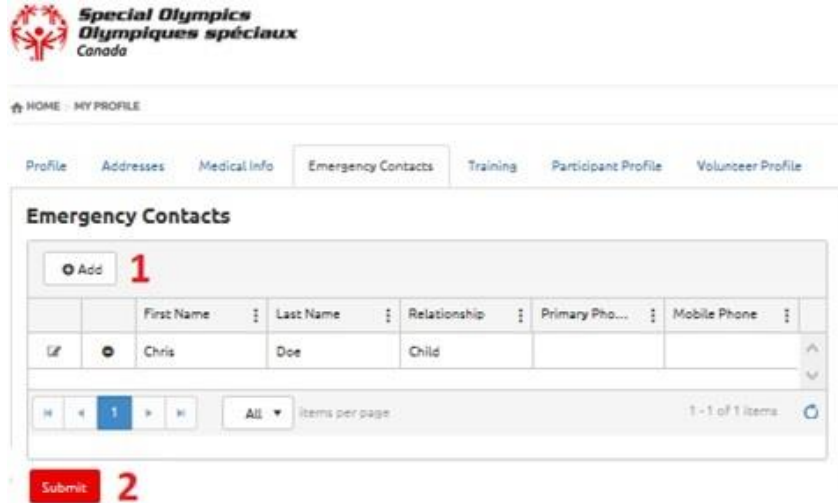 Special Olympics
Olympiques spéciaux
Canada
HOME MY PROFILE
Profile Addresses Medical Info Emergency Contacts Training Participant Profile Volunteer Profile
Emergency Contacts
Add 1
First Name Last Name Relationship Primary Pho... Mobile Phone
Chris Doe Child
1 All items per page 1 - 1 of 1 items
Submit 2